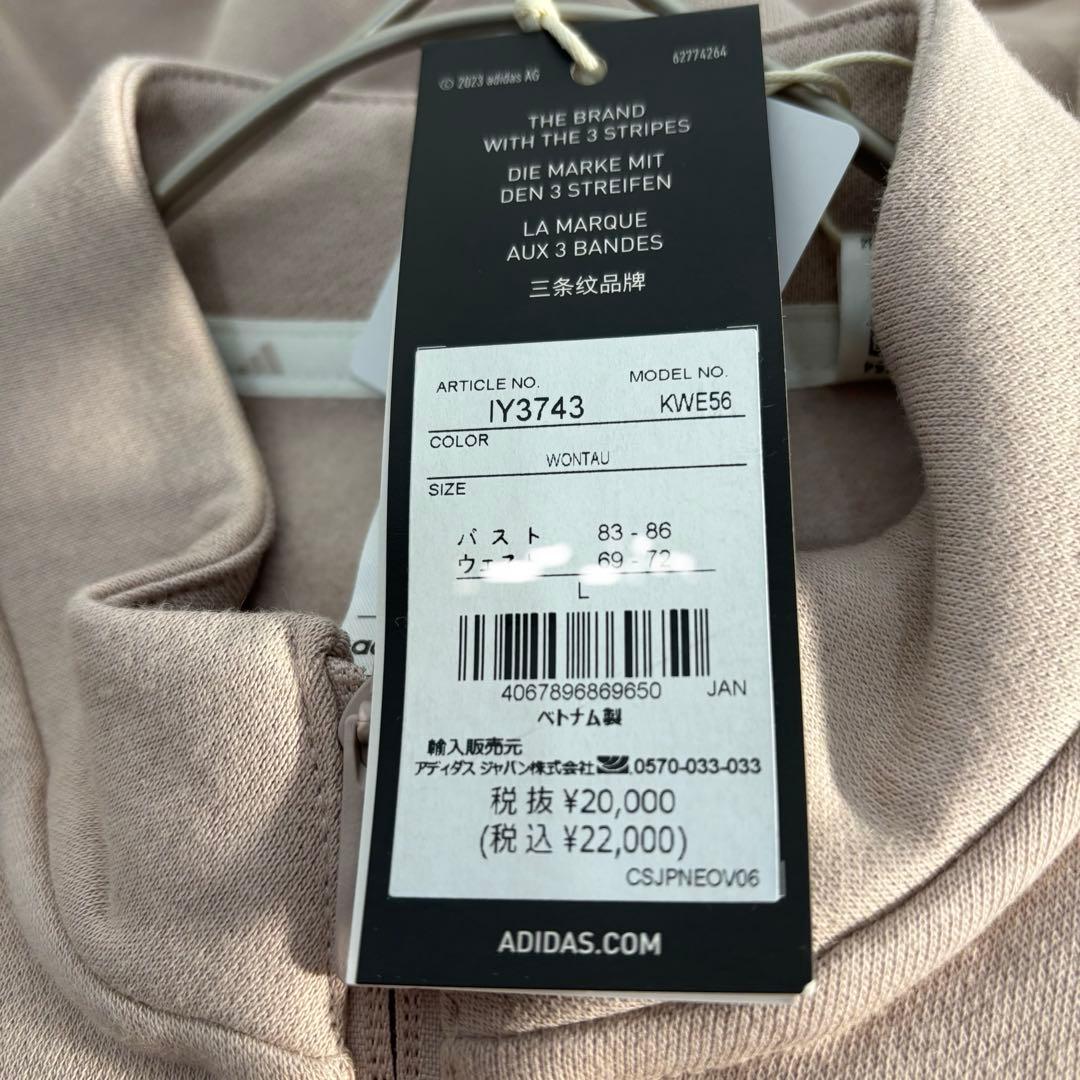 © 2023 adidas AG
62774264
THE BRAND
WITH THE 3 STRIPES
DIE MARKE MIT
DEN 3 STREIFEN
LA MARQUE
AUX 3 BANDES
三条纹品牌
ARTICLE NO.
MODEL NO.
IY3743
KWE56
COLOR
WONTAU
SIZE
バスト 83 - 86
69 - 72
L
4067896869650 JAN
ベトナム製
輸入販売元
アディダス ジャパン株式会社 0570-033-033
税抜 ¥20,000
(税込 ¥22,000)
CSJPNEOV06
ADIDAS.COM